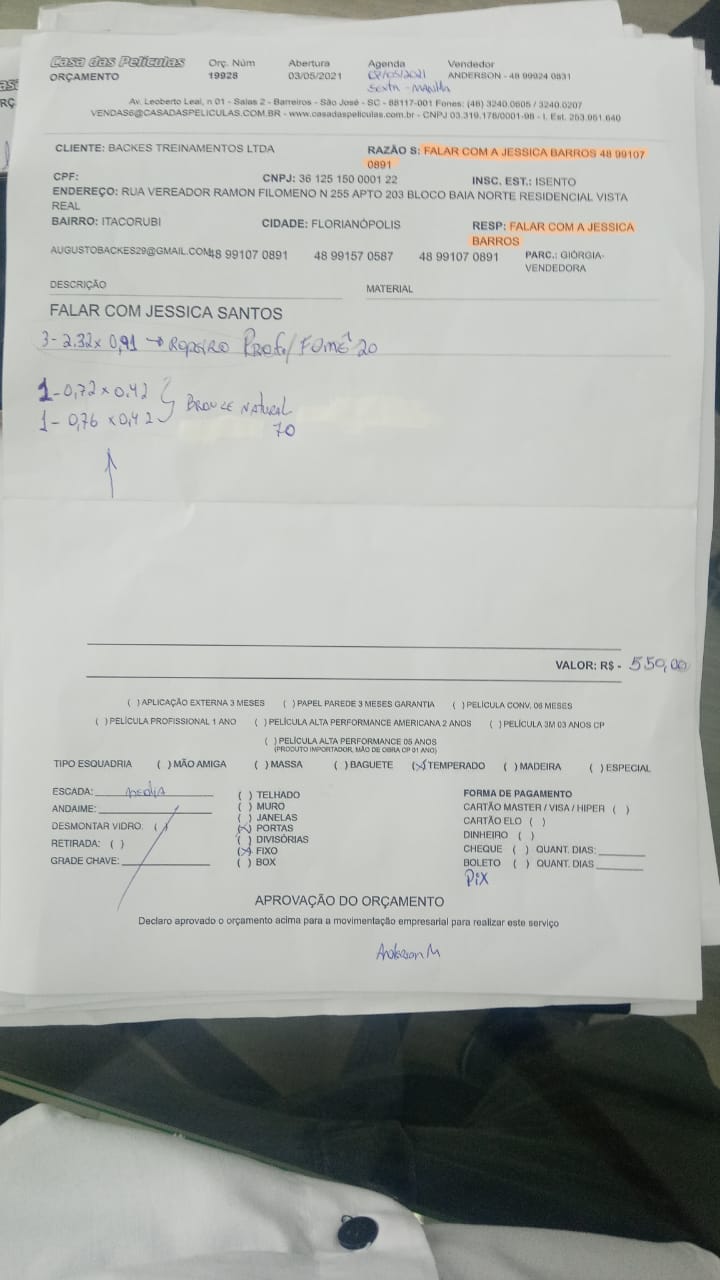 Casa das Películas
ORÇAMENTO
Orç. Núm
19928
Abertura
03/05/2021
Agenda
/05/2021
Sexta - Manhã
Vendedor
ANDERSON - 48 99924 0831
Av. Leoberto Leal, n 01 - Salas 2 - Barreiros - São José - SC - 88117-001 Fones: (48) 3240.0605 / 3240.0207
VENDAS6@CASADASPELICULAS.COM.BR - www.casadaspeliculas.com.br - CNPJ 03.319.178/0001-98 - I. Est. 253.051.640
CLIENTE: BACKES TREINAMENTOS LTDA
RAZÃO S: FALAR COM A JESSICA BARROS 48 99107
0891
CPF:
CNPJ: 36 125 150 0001 22
INSC. EST.: ISENTO
ENDEREÇO: RUA VEREADOR RAMON FILOMENO N 255 APTO 203 BLOCO BAIA NORTE RESIDENCIAL VISTA
REAL
BAIRRO: ITACORUBI
CIDADE: FLORIANÓPOLIS
RESP: FALAR COM A JESSICA
BARROS
AUGUSTOBACKES29@GMAIL.COM
48 99107 0891
48 99157 0587
48 99107 0891
PARC.: GIÓRGIA-
VENDEDORA
DESCRIÇÃO
MATERIAL
FALAR COM JESSICA SANTOS
3 - 2,32 x 0,91 → Prof./Fumê 20
1 - 0,72 x 0,42
1 - 0,76 x 0,42
Bronze Natural
70
VALOR: R$ - 550,00
( ) APLICAÇÃO EXTERNA 3 MESES ( ) PAPEL PAREDE 3 MESES GARANTIA ( ) PELÍCULA CONV. 06 MESES
( ) PELÍCULA PROFISSIONAL 1 ANO ( ) PELÍCULA ALTA PERFORMANCE AMERICANA 2 ANOS ( ) PELÍCULA 3M 03 ANOS CP
( ) PELÍCULA ALTA PERFORMANCE 05 ANOS
(PRODUTO IMPORTADOR, MÃO DE OBRA CP 01 ANO)
TIPO ESQUADRIA ( ) MÃO AMIGA ( ) MASSA ( ) BAGUETE (X) TEMPERADO ( ) MADEIRA ( ) ESPECIAL
ESCADA: média
ANDAIME:
DESMONTAR VIDRO: ( )
RETIRADA: ( )
GRADE CHAVE:
( ) TELHADO
( ) MURO
( ) JANELAS
(X) PORTAS
( ) DIVISÓRIAS
(X) FIXO
( ) BOX
FORMA DE PAGAMENTO
CARTÃO MASTER / VISA / HIPER ( )
CARTÃO ELO ( )
DINHEIRO ( )
CHEQUE ( ) QUANT. DIAS:
BOLETO ( ) QUANT. DIAS
PIX
APROVAÇÃO DO ORÇAMENTO
Declaro aprovado o orçamento acima para a movimentação empresarial para realizar este serviço
Anderson M